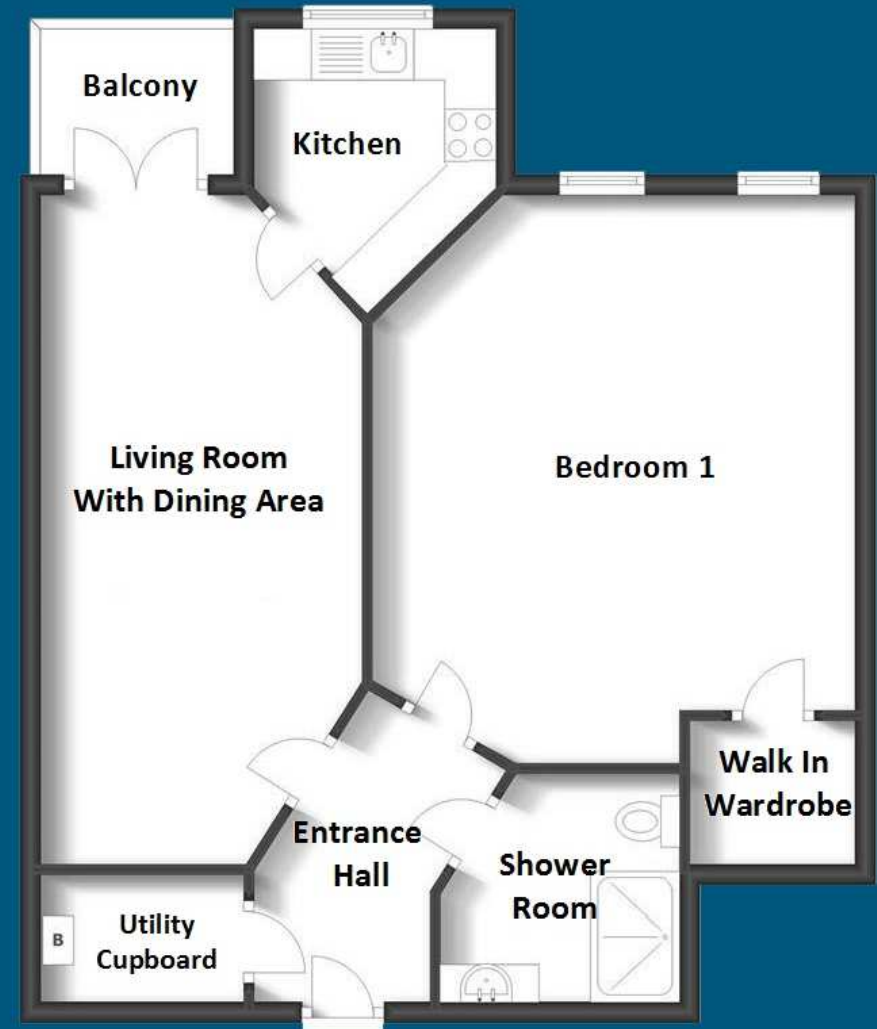 Balcony
Kitchen
Living Room
With Dining Area
Bedroom 1
Walk In
Wardrobe
Entrance
Hall
Shower
Room
Utility
Cupboard
B